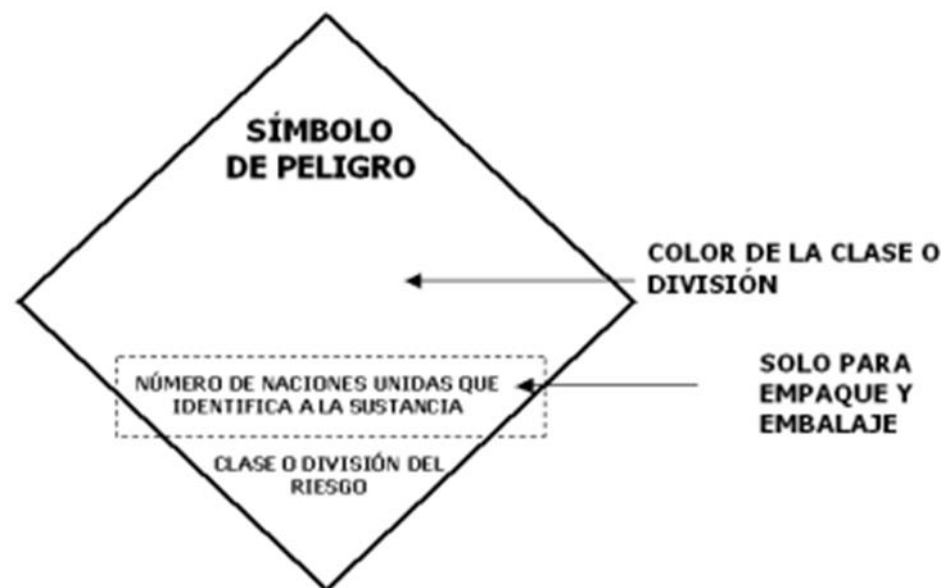 SÍMBOLO
DE PELIGRO
COLOR DE LA CLASE O
DIVISIÓN
NÚMERO DE NACIONES UNIDAS QUE
IDENTIFICA A LA SUSTANCIA
SOLO PARA
EMPAQUE Y
EMBALAJE
CLASE O DIVISIÓN DEL
RIESGO